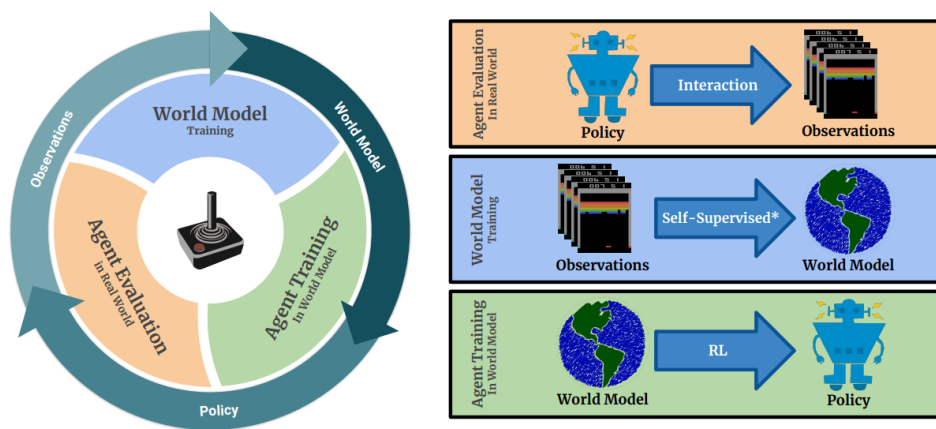 World Model
Training
Agent Evaluation
in Real World
Agent Training
In World Model
Observations
World Model
Policy
Agent Evaluation
In Real World
Policy
Interaction
Observations
World Model
Training
Observations
Self-Supervised*
World Model
Agent Training
In World Model
World Model
RL
Policy